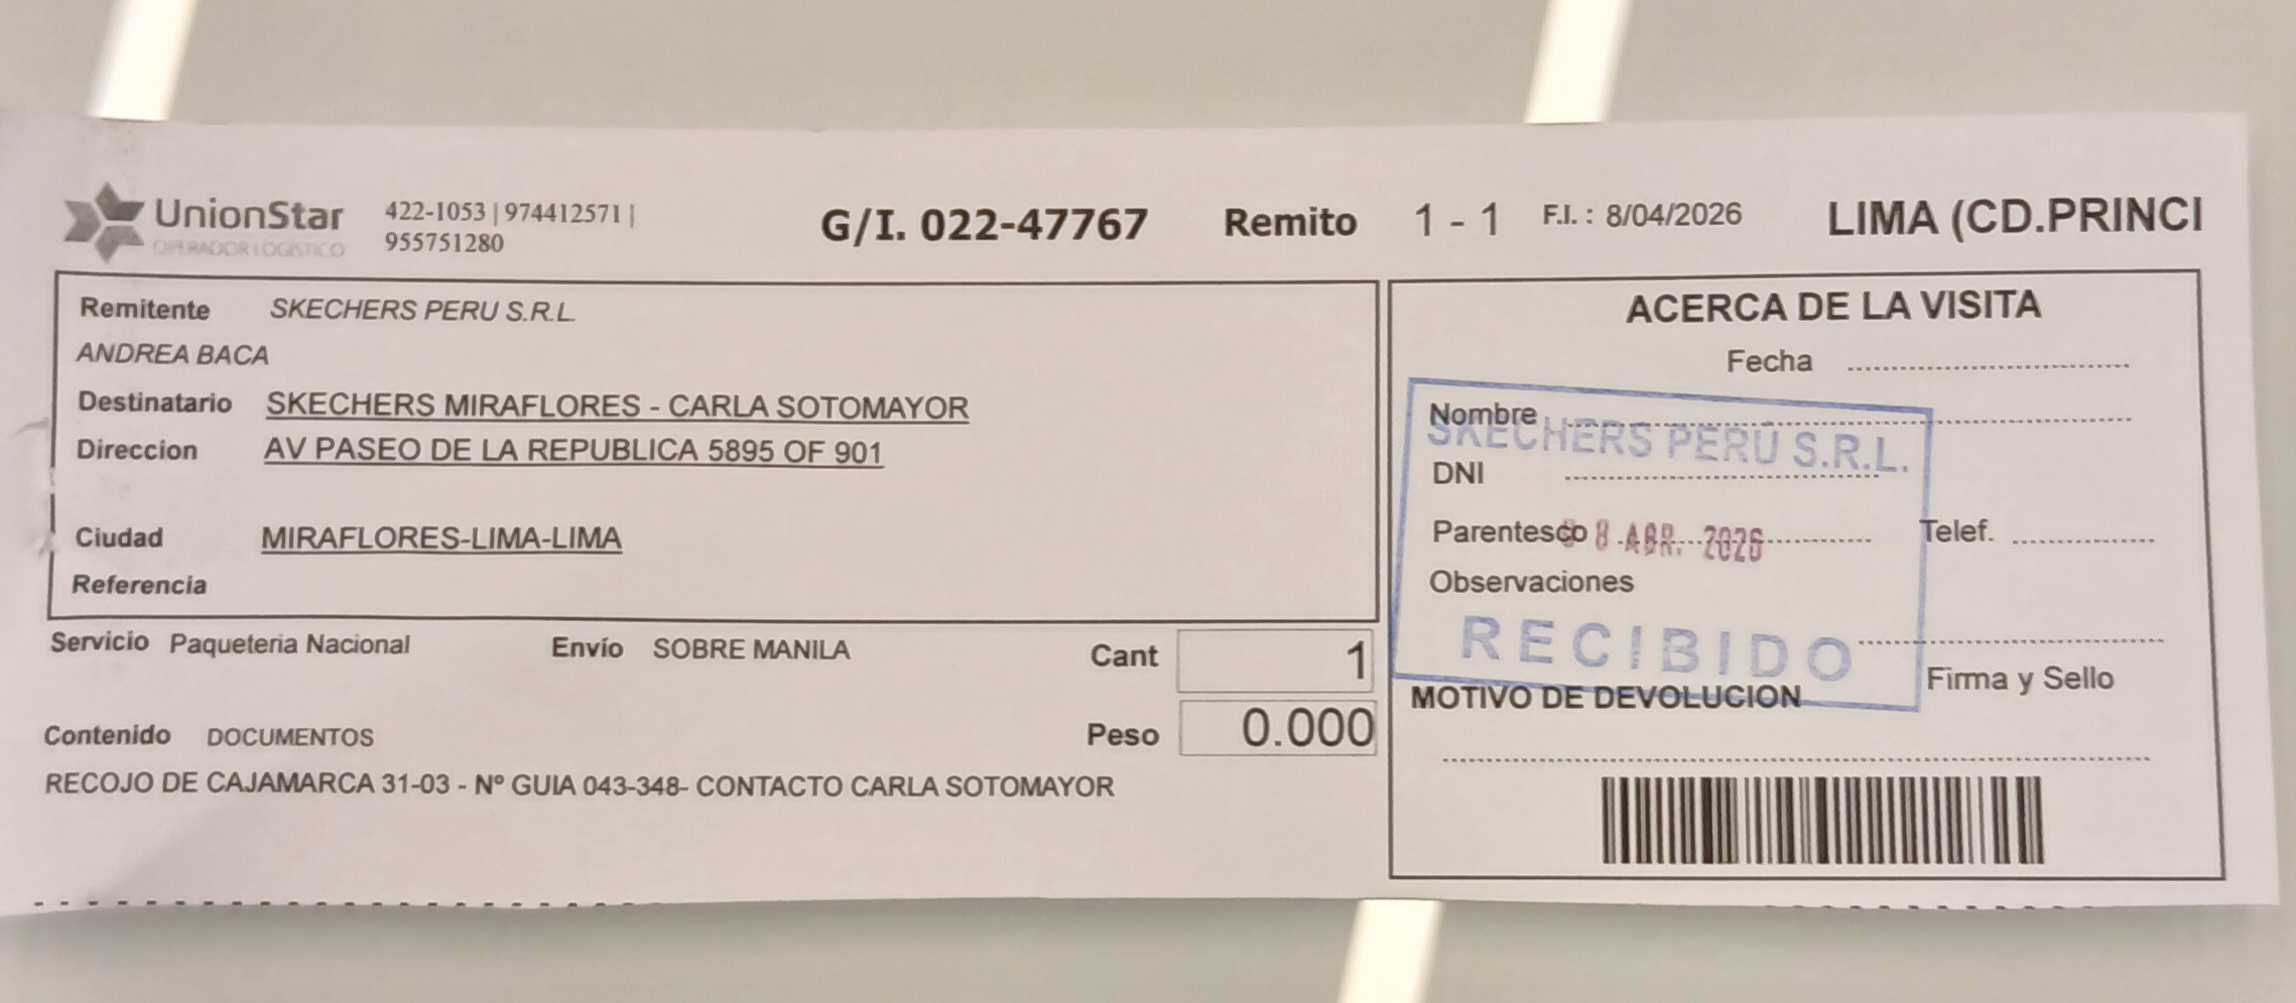 UnionStar
OPERADOR LOGISTICO
422-1053 | 974412571 |
955751280
G/I. 022-47767 Remito 1 - 1 F.I. : 8/04/2026 LIMA (CD.PRINCI
Remitente SKECHERS PERU S.R.L.
ANDREA BACA
Destinatario SKECHERS MIRAFLORES - CARLA SOTOMAYOR
Direccion AV PASEO DE LA REPUBLICA 5895 OF 901
Ciudad MIRAFLORES-LIMA-LIMA
Referencia
Servicio Paqueteria Nacional Envío SOBRE MANILA Cant 1
Peso 0.000
Contenido DOCUMENTOS
RECOJO DE CAJAMARCA 31-03 - Nº GUIA 043-348- CONTACTO CARLA SOTOMAYOR
ACERCA DE LA VISITA
Fecha
Nombre
SKECHERS PERÚ S.R.L.
DNI
Parentesco Telef.
0 8 ABR. 2026
Observaciones
RECIBIDO
Firma y Sello
MOTIVO DE DEVOLUCION